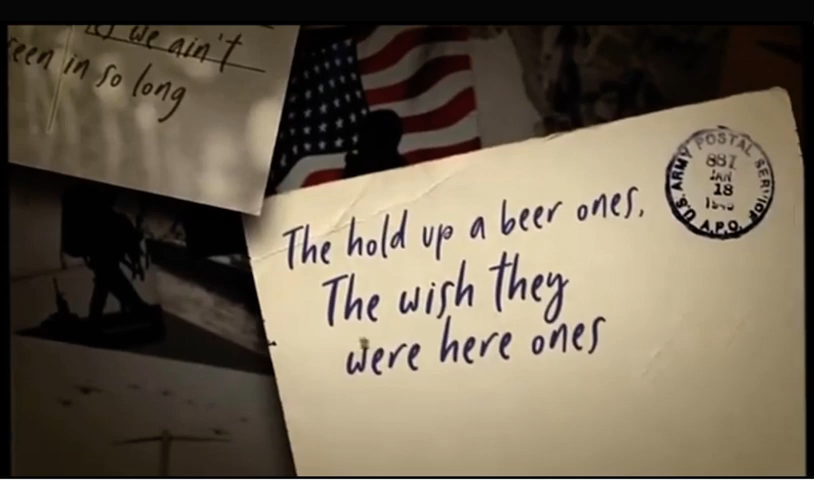 we ain't
een in so long
The hold up a beer ones,
The wish they
were here ones
U.S. ARMY POSTAL SERVICE
887
JAN
18
A.P.O.